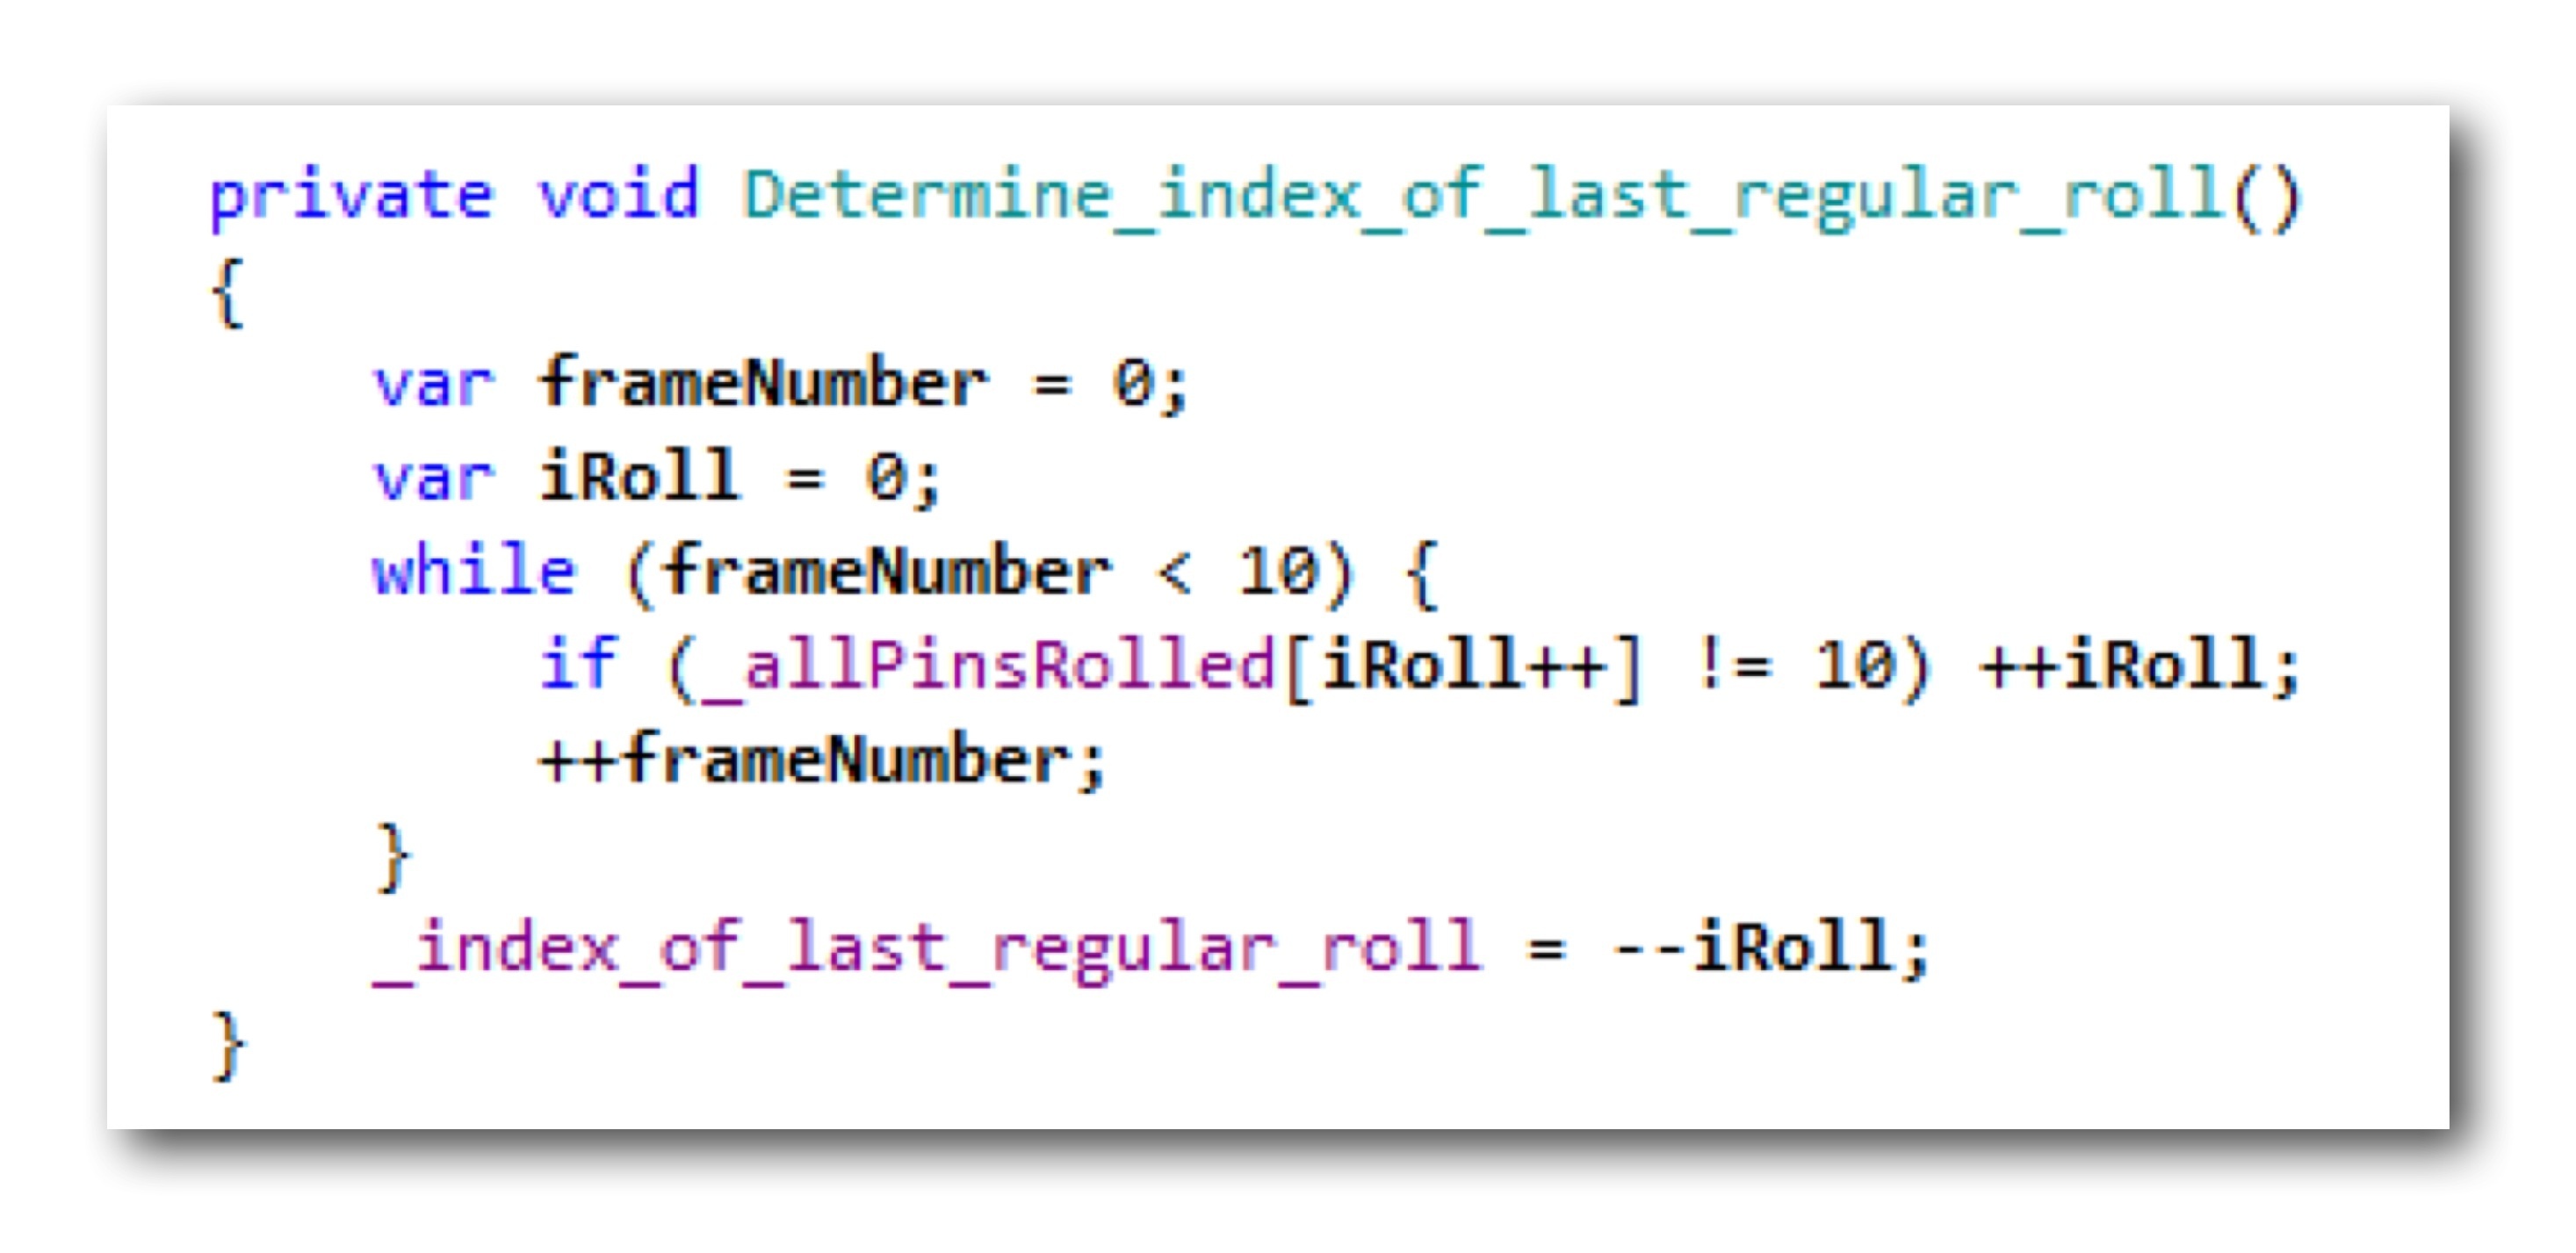 private void Determine_index_of_last_regular_roll()
{
    var frameNumber = 0;
    var iRoll = 0;
    while (frameNumber < 10) {
        if (_allPinsRolled[iRoll++] != 10) ++iRoll;
        ++frameNumber;
    }
    _index_of_last_regular_roll = --iRoll;
}